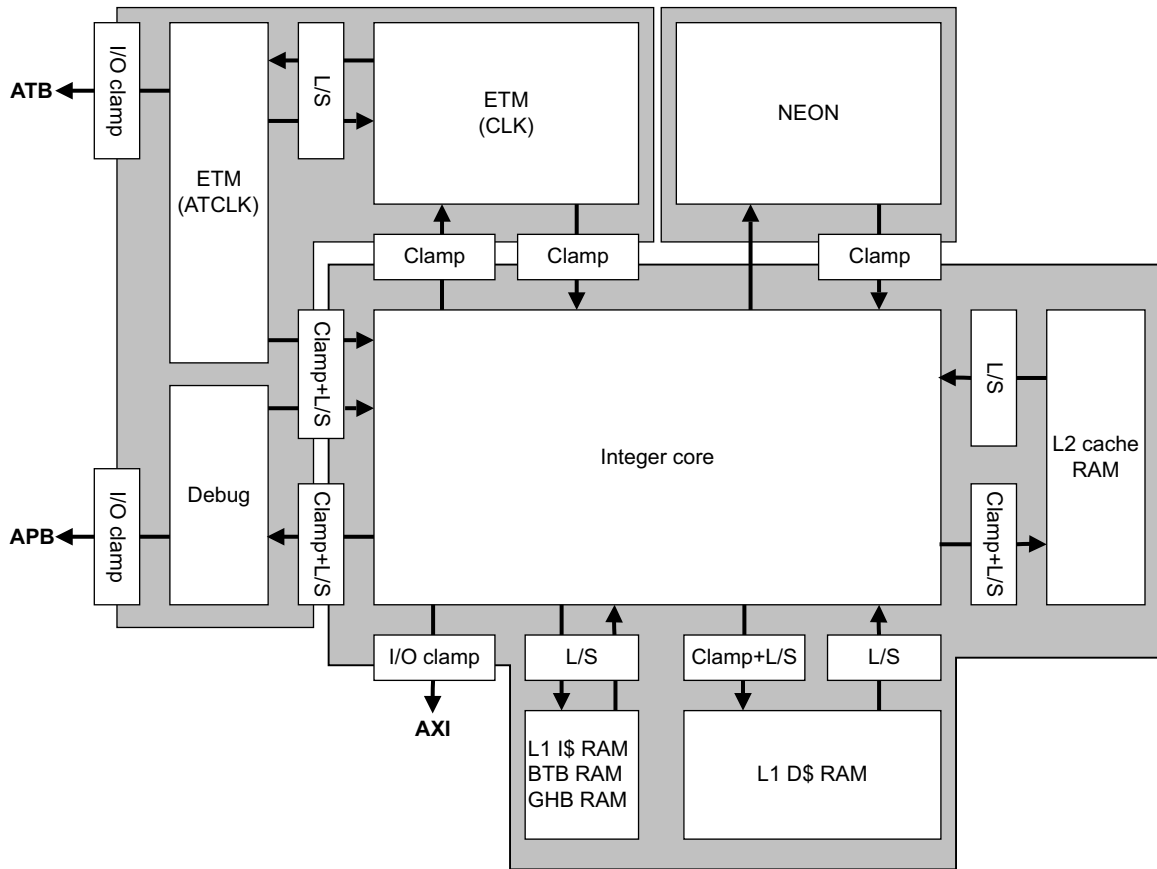 ATB
I/O clamp
ETM
(ATCLK)
L/S
ETM
(CLK)
NEON
Clamp
Clamp
Clamp
Clamp+L/S
L/S
L2 cache
RAM
Integer core
APB
I/O clamp
Debug
Clamp+L/S
Clamp+L/S
I/O clamp
L/S
Clamp+L/S
L/S
AXI
L1 I$ RAM
BTB RAM
GHB RAM
L1 D$ RAM